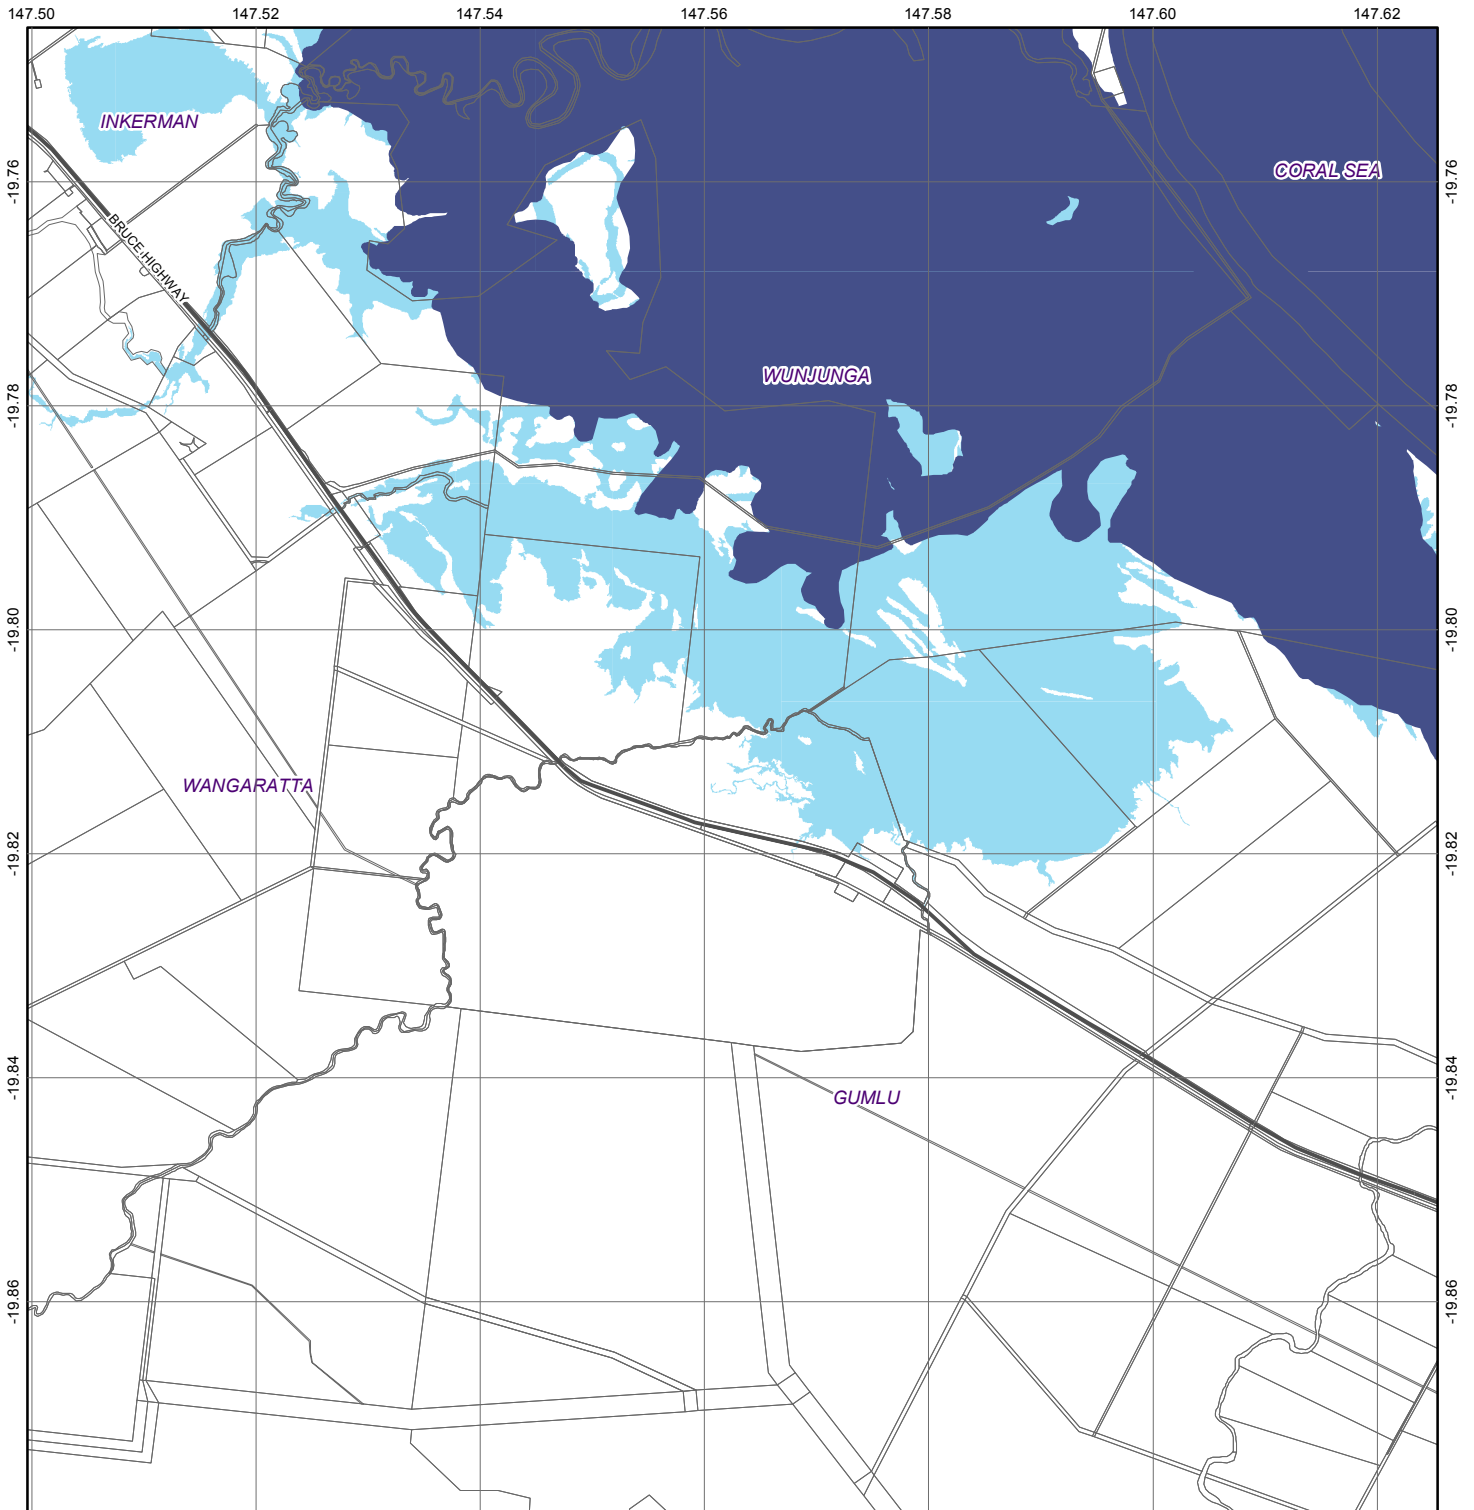 147.50 147.52 147.54 147.56 147.58 147.60 147.62
INKERMAN
CORAL SEA
-19.76 -19.76
BRUCE HIGHWAY
WUNJUNGA
-19.78 -19.78
-19.80 -19.80
WANGARATTA
-19.82 -19.82
-19.84 -19.84
GUMLU
-19.86 -19.86